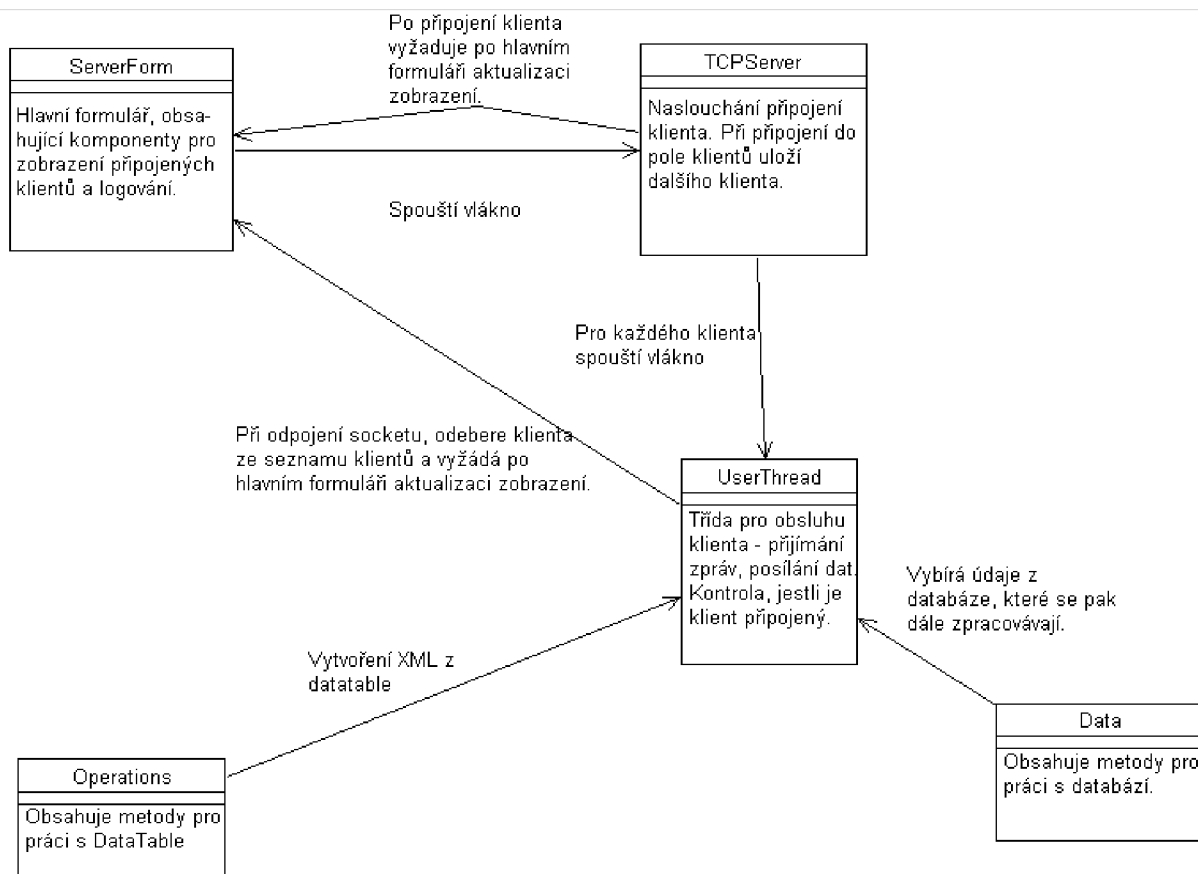 Po připojení klienta
vyžaduje po hlavním
formuláři aktualizaci
zobrazení.
ServerForm
Hlavní formulář, obsa-
hující komponenty pro
zobrazení připojených
klientů a logování.
TCPServer
Naslouchání připojení
klienta. Při připojení do
pole klientů uloží
dalšího klienta.
Spouští vlákno
Pro každého klienta
spouští vlákno
Při odpojení socketu, odebere klienta
ze seznamu klientů a vyžádá po
hlavním formuláři aktualizaci zobrazení.
UserThread
Třída pro obsluhu
klienta - přijímání
zpráv, posílání dat.
Kontrola, jestli je
klient připojený.
Vybírá údaje z
databáze, které se pak
dále zpracovávají.
Vytvoření XML z
datatable
Data
Obsahuje metody pro
práci s databází.
Operations
Obsahuje metody pro
práci s DataTable